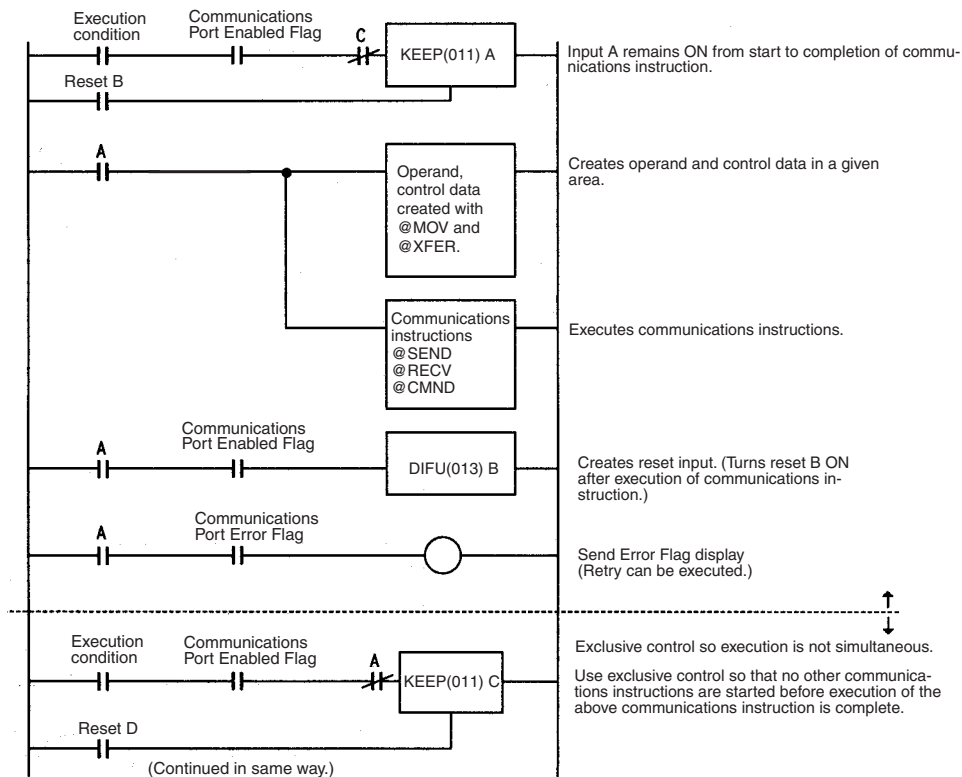 Execution
condition
Communications
Port Enabled Flag
C
KEEP(011) A
Input A remains ON from start to completion of commu-
nications instruction.
Reset B
A
Operand,
control data
created with
@MOV and
@XFER.
Creates operand and control data in a given
area.
Communications
instructions
@SEND
@RECV
@CMND
Executes communications instructions.
A
Communications
Port Enabled Flag
DIFU(013) B
Creates reset input. (Turns reset B ON
after execution of communications in-
struction.)
A
Communications
Port Error Flag
Send Error Flag display
(Retry can be executed.)
Exclusive control so execution is not simultaneous.
Execution
condition
Communications
Port Enabled Flag
A
KEEP(011) C
Use exclusive control so that no other communica-
tions instructions are started before execution of the
above communications instruction is complete.
Reset D
(Continued in same way.)